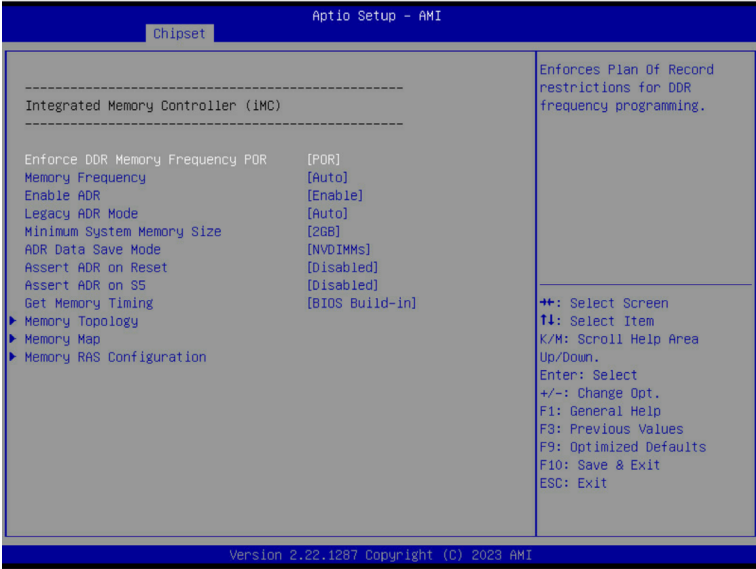 Aptio Setup – AMI
Chipset
----------------------------------------------------
Integrated Memory Controller (iMC)
----------------------------------------------------
Enforce DDR Memory Frequency POR [POR]
Memory Frequency [Auto]
Enable ADR [Enable]
Legacy ADR Mode [Auto]
Minimum System Memory Size [2GB]
ADR Data Save Mode [NVDIMMs]
Assert ADR on Reset [Disabled]
Assert ADR on S5 [Disabled]
Get Memory Timing [BIOS Build-in]
Memory Topology
Memory Map
Memory RAS Configuration
Enforces Plan Of Record
restrictions for DDR
frequency programming.
→←: Select Screen
↑↓: Select Item
K/M: Scroll Help Area
Up/Down.
Enter: Select
+/-: Change Opt.
F1: General Help
F3: Previous Values
F9: Optimized Defaults
F10: Save & Exit
ESC: Exit
Version 2.22.1287 Copyright (C) 2023 AMI